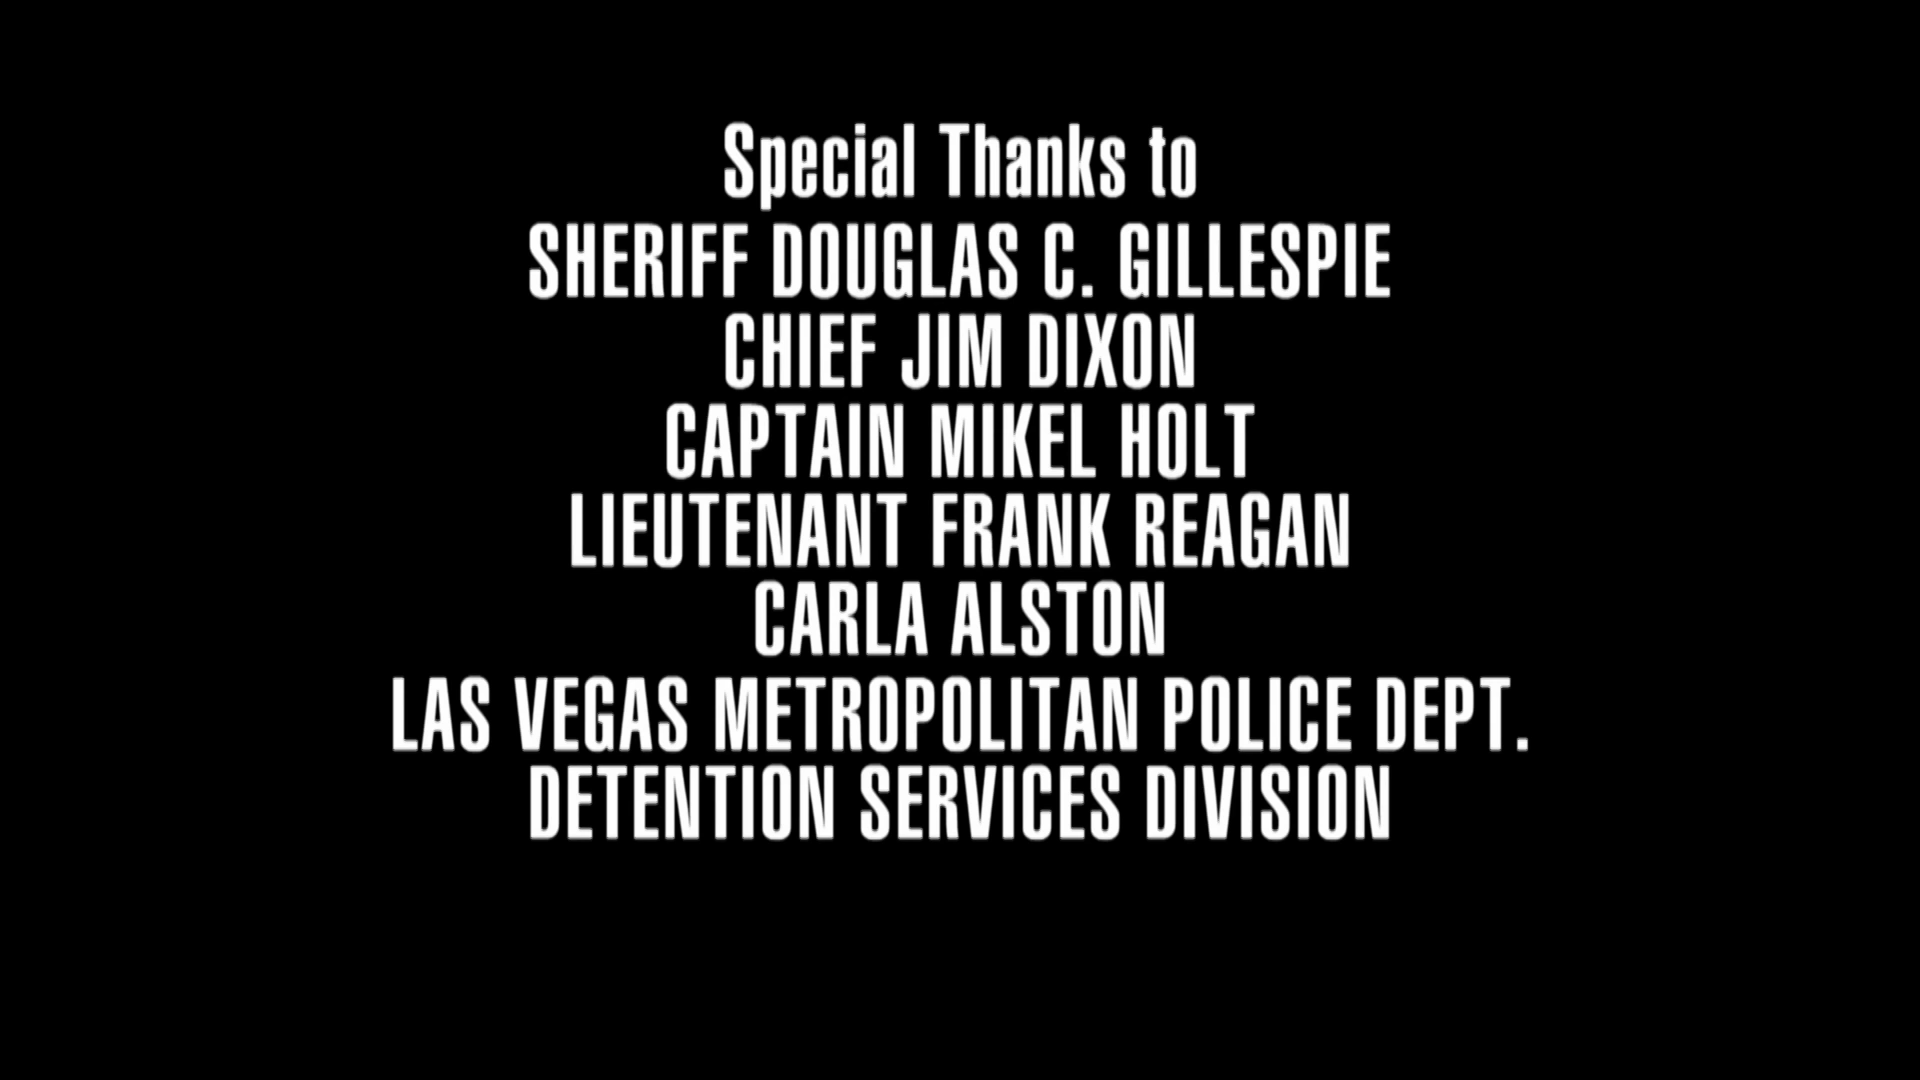 Special Thanks to
SHERIFF DOUGLAS C. GILLESPIE
CHIEF JIM DIXON
CAPTAIN MIKEL HOLT
LIEUTENANT FRANK REAGAN
CARLA ALSTON
LAS VEGAS METROPOLITAN POLICE DEPT.
DETENTION SERVICES DIVISION